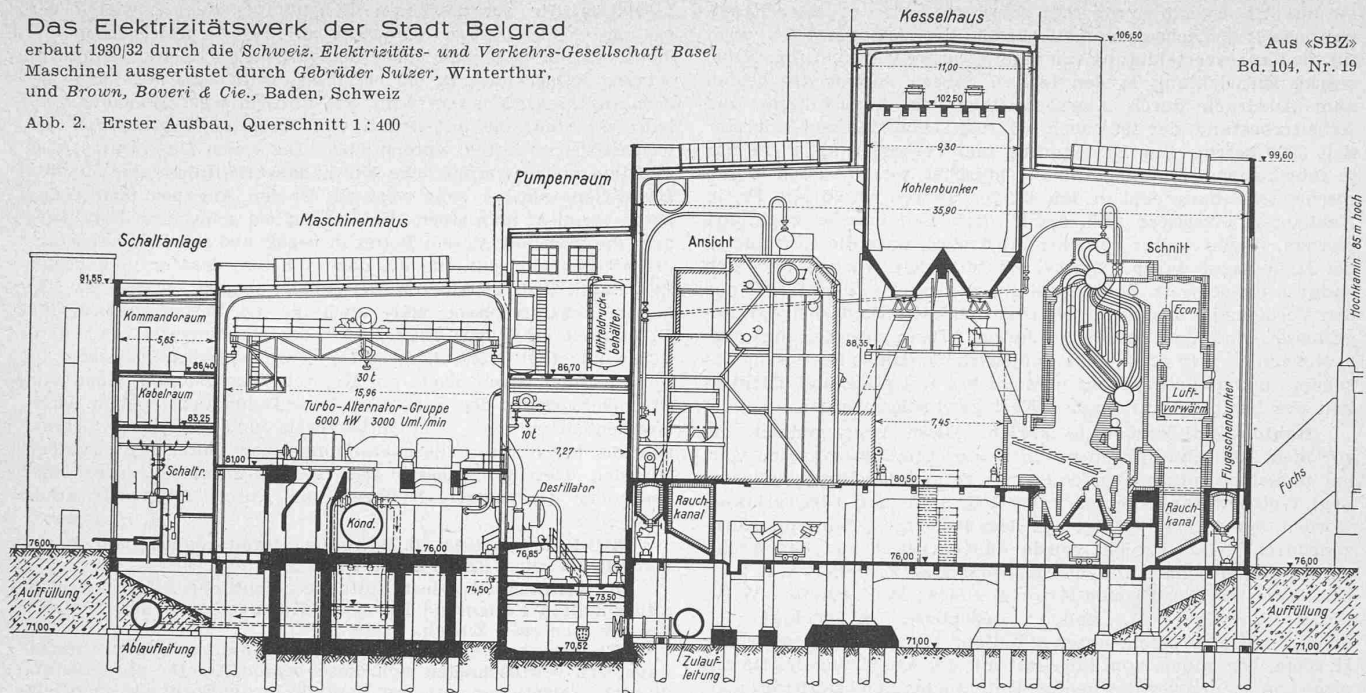 Das Elektrizitätswerk der Stadt Belgrad
erbaut 1930/32 durch die Schweiz. Elektrizitäts- und Verkehrs-Gesellschaft Basel
Maschinell ausgerüstet durch Gebrüder Sulzer, Winterthur,
und Brown, Boveri & Cie., Baden, Schweiz
Abb. 2. Erster Ausbau, Querschnitt 1:400
Aus «SBZ»
Bd. 104, Nr. 19
Kesselhaus
106,50
11,00
102,50
9,30
Kohlenbunker
35,90
99,60
Pumpenraum
Maschinenhaus
Schaltanlage
Ansicht
Schnitt
Hochkamin 85 m hoch
91,55
Kommandoraum
5,65
86,40
Kabelraum
83,25
Schaltr.
30 t
15,96
Turbo-Alternator-Gruppe
6000 kW 3000 Uml./min
81,00
Kond.
Mitteldruck=
behälter
86,70
10 t
7,27
Destillator
88,35
7,45
80,50
Econ.
Luft-
vorwärm.
Flugaschenbunker
Rauch-
kanal
Rauch-
kanal
Fuchs
76,00
76,00
76,85
76,00
76,00
74,50
73,50
70,52
Auffüllung
71,00
Ablaufleitung
Zulauf-
leitung
71,00
Auffüllung
71,00